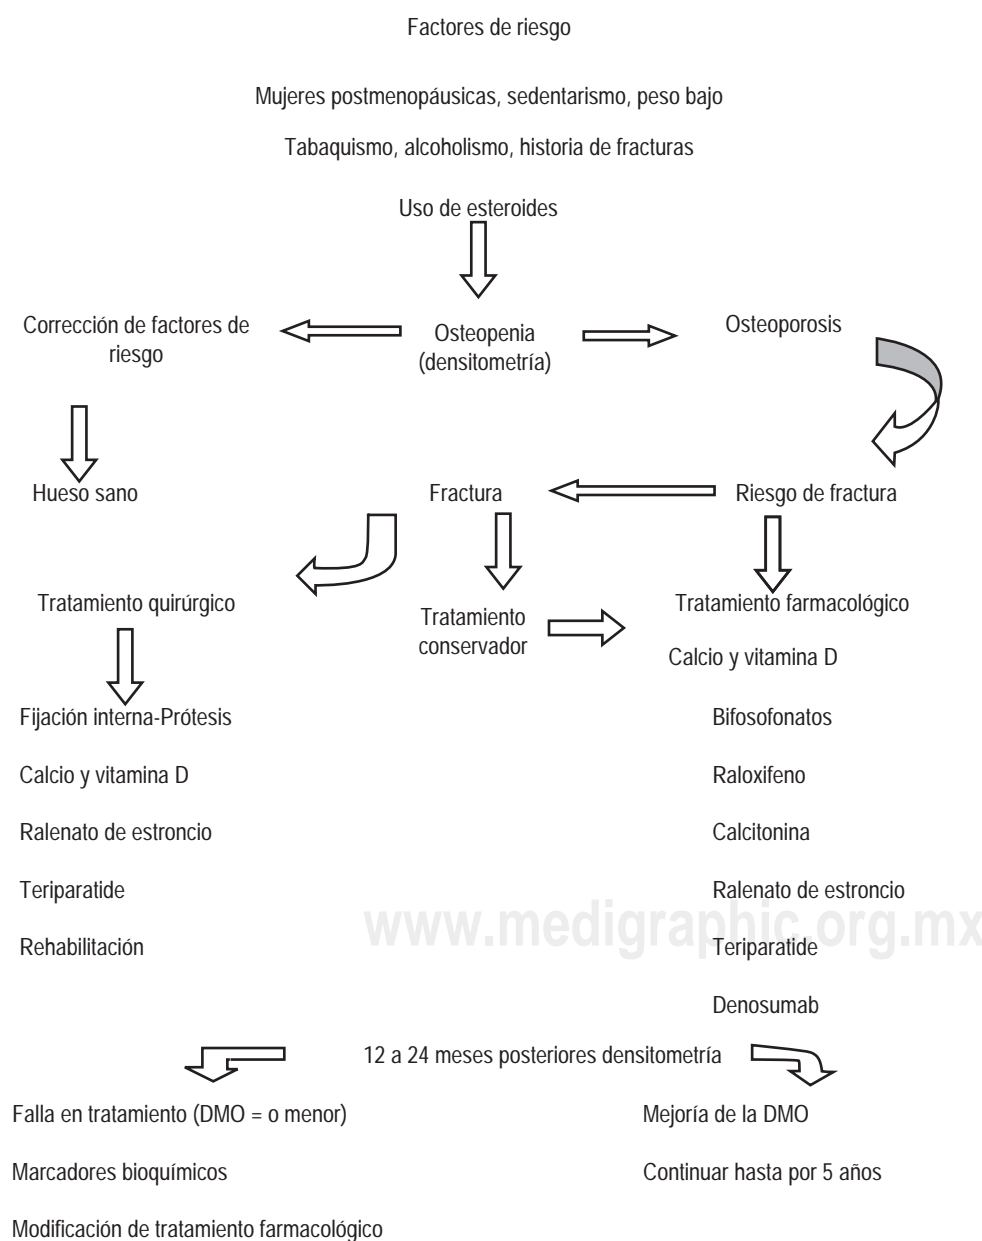 Factores de riesgo
Mujeres postmenopáusicas, sedentarismo, peso bajo
Tabaquismo, alcoholismo, historia de fracturas
Uso de esteroides
Corrección de factores de
riesgo
Osteopenia
(densitometría)
Osteoporosis
Hueso sano
Fractura
Riesgo de fractura
Tratamiento quirúrgico
Tratamiento
conservador
Tratamiento farmacológico
Calcio y vitamina D
Fijación interna-Prótesis
Calcio y vitamina D
Ralenato de estroncio
Teriparatide
Rehabilitación
Bifosofonatos
Raloxifeno
Calcitonina
Ralenato de estroncio
Teriparatide
Denosumab
www.medigraphic.org.mx
12 a 24 meses posteriores densitometría
Falla en tratamiento (DMO = o menor)
Marcadores bioquímicos
Modificación de tratamiento farmacológico
Mejoría de la DMO
Continuar hasta por 5 años